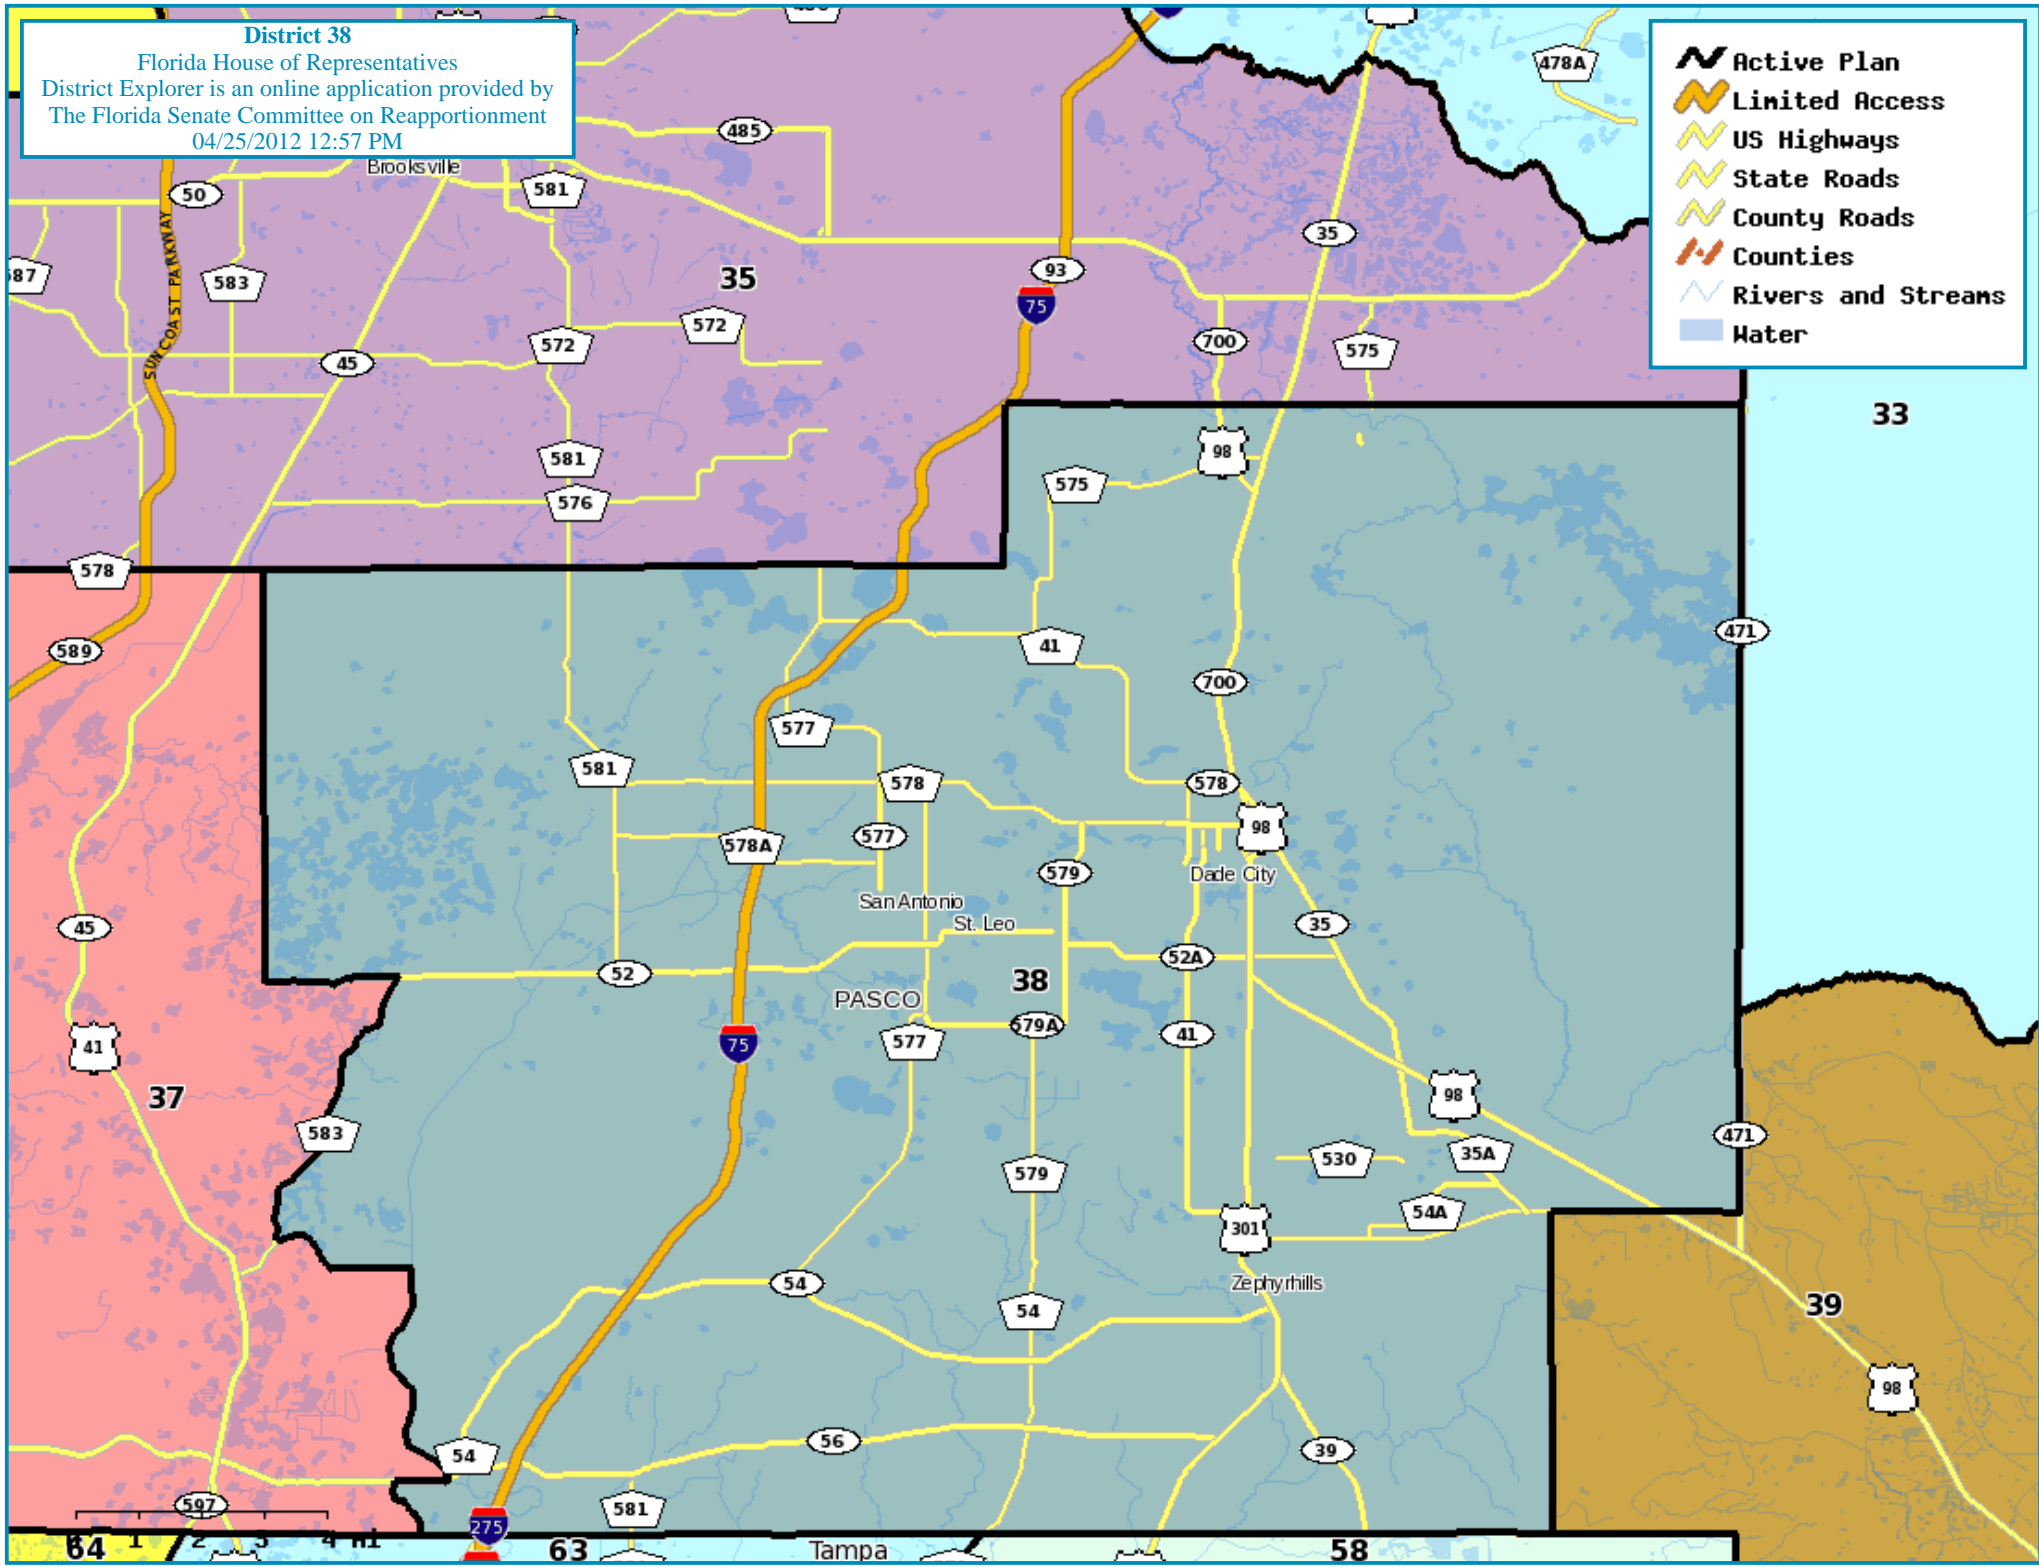 District 38
Florida House of Representatives
District Explorer is an online application provided by
The Florida Senate Committee on Reapportionment
04/25/2012 12:57 PM
Active Plan
Limited Access
US Highways
State Roads
County Roads
Counties
Rivers and Streams
Water
478A
485
Brooksville
50
581
SUNCOAST PARKWAY
35
93
583
35
75
572
572
700
575
45
33
98
581
575
576
578
471
41
589
700
577
581
578
578
98
577
578A
579
Dade City
San Antonio
St. Leo
35
45
52A
52
38
PASCO
579A
41
577
75
41
98
37
583
471
35A
530
579
54A
301
54
Zephyrhills
39
54
98
56
39
54
597
581
275
1 2 3 4 mi
64
63
Tampa
58